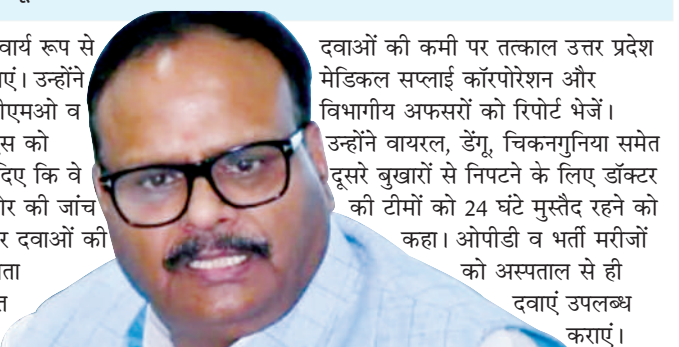 वार्य रूप से
एं। उन्होंने
एमओ व
स को
दिए कि वे
की जांच
र दवाओं की
ता
दवाओं की कमी पर तत्काल उत्तर प्रदेश
मेडिकल सप्लाई कॉरपोरेशन और
विभागीय अफसरों को रिपोर्ट भेजें।
उन्होंने वायरल, डेंगू, चिकनगुनिया समेत
दूसरे बुखारों से निपटने के लिए डॉक्टर
की टीमों को 24 घंटे मुस्तैद रहने को
कहा। ओपीडी व भर्ती मरीजों
को अस्पताल से ही
दवाएं उपलब्ध
कराएं।